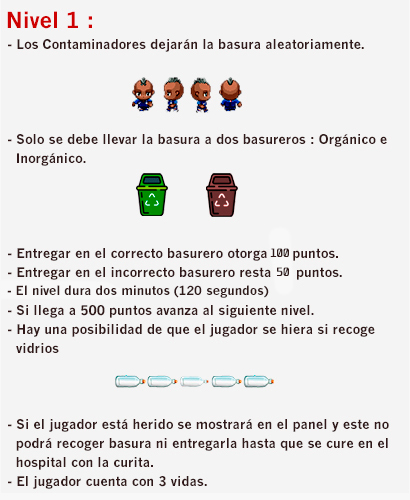 Nivel 1 :
- Los Contaminadores dejarán la basura aleatoriamente.
- Solo se debe llevar la basura a dos basureros : Orgánico e
Inorgánico.
- Entregar en el correcto basurero otorga 100 puntos.
- Entregar en el incorrecto basurero resta 50 puntos.
- El nivel dura dos minutos (120 segundos)
- Si llega a 500 puntos avanza al siguiente nivel.
- Hay una posibilidad de que el jugador se hiera si recoge
vidrios
- Si el jugador está herido se mostrará en el panel y este no
podrá recoger basura ni entregarla hasta que se cure en el
hospital con la curita.
- El jugador cuenta con 3 vidas.